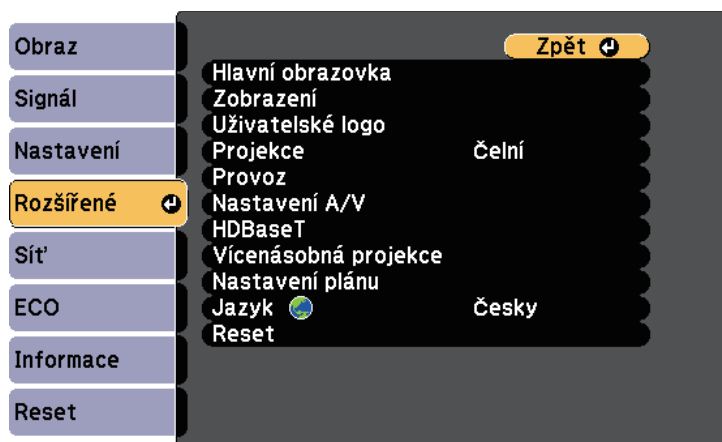 Obraz
Signál
Nastavení
Rozšířené
Síť
ECO
Informace
Reset
Zpět
Hlavní obrazovka
Zobrazení
Uživatelské logo
Projekce Čelní
Provoz
Nastavení A/V
HDBaseT
Vícenásobná projekce
Nastavení plánu
Jazyk Česky
Reset